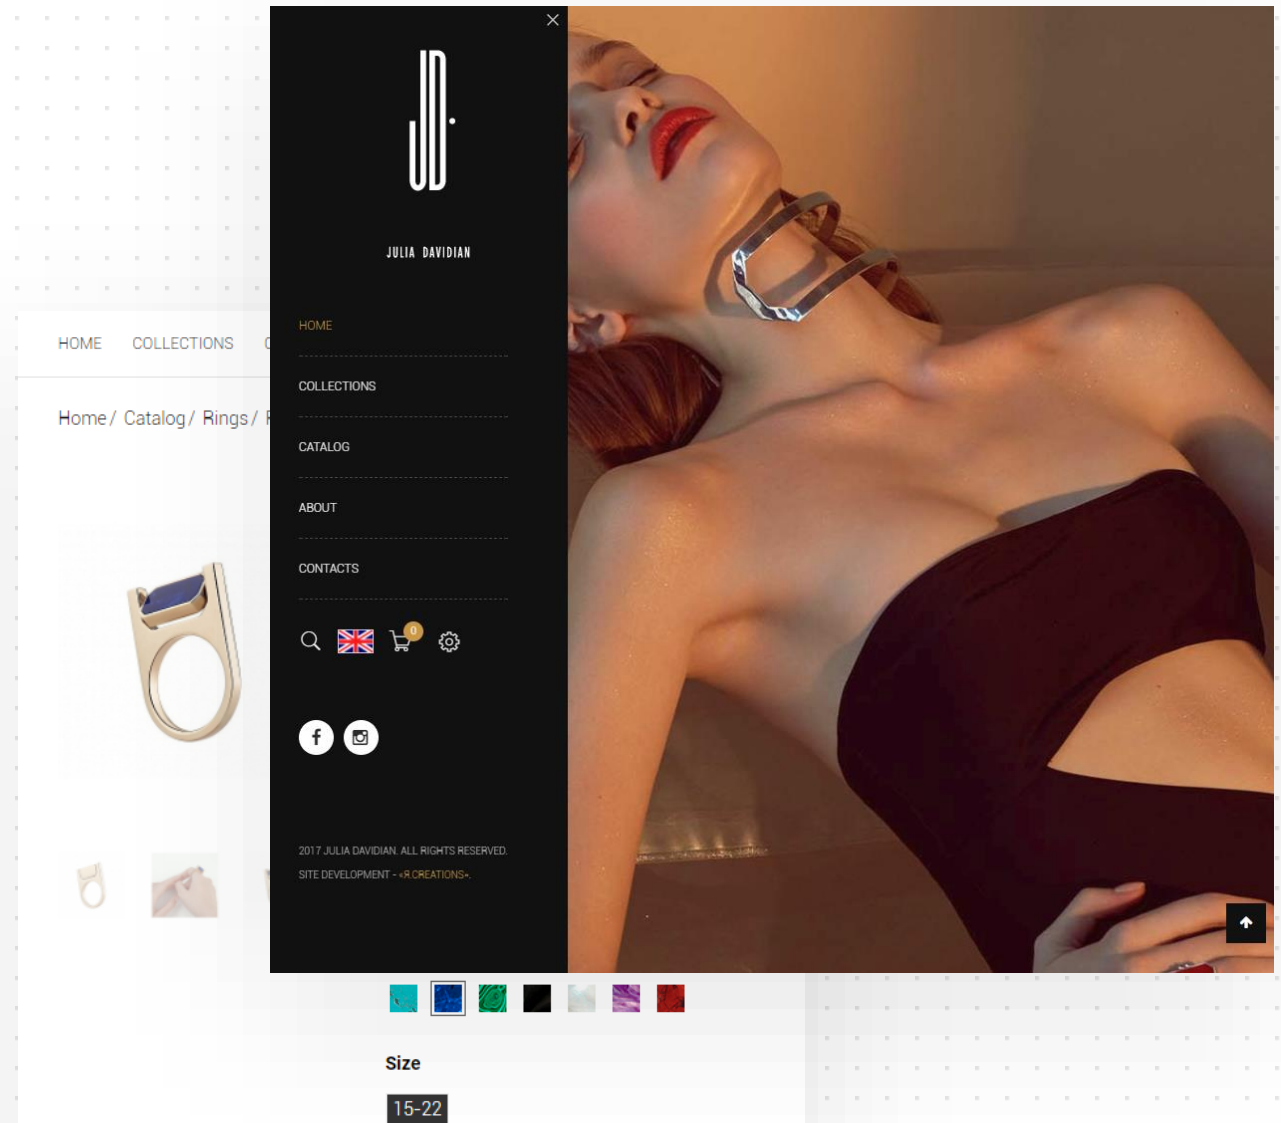 JD.
JULIA DAVIDIAN
HOME
COLLECTIONS
CATALOG
ABOUT
CONTACTS
0
2017 JULIA DAVIDIAN. ALL RIGHTS RESERVED.
SITE DEVELOPMENT - «Я.CREATIONS».
HOME COLLECTIONS
Home / Catalog / Rings /
Size
15-22